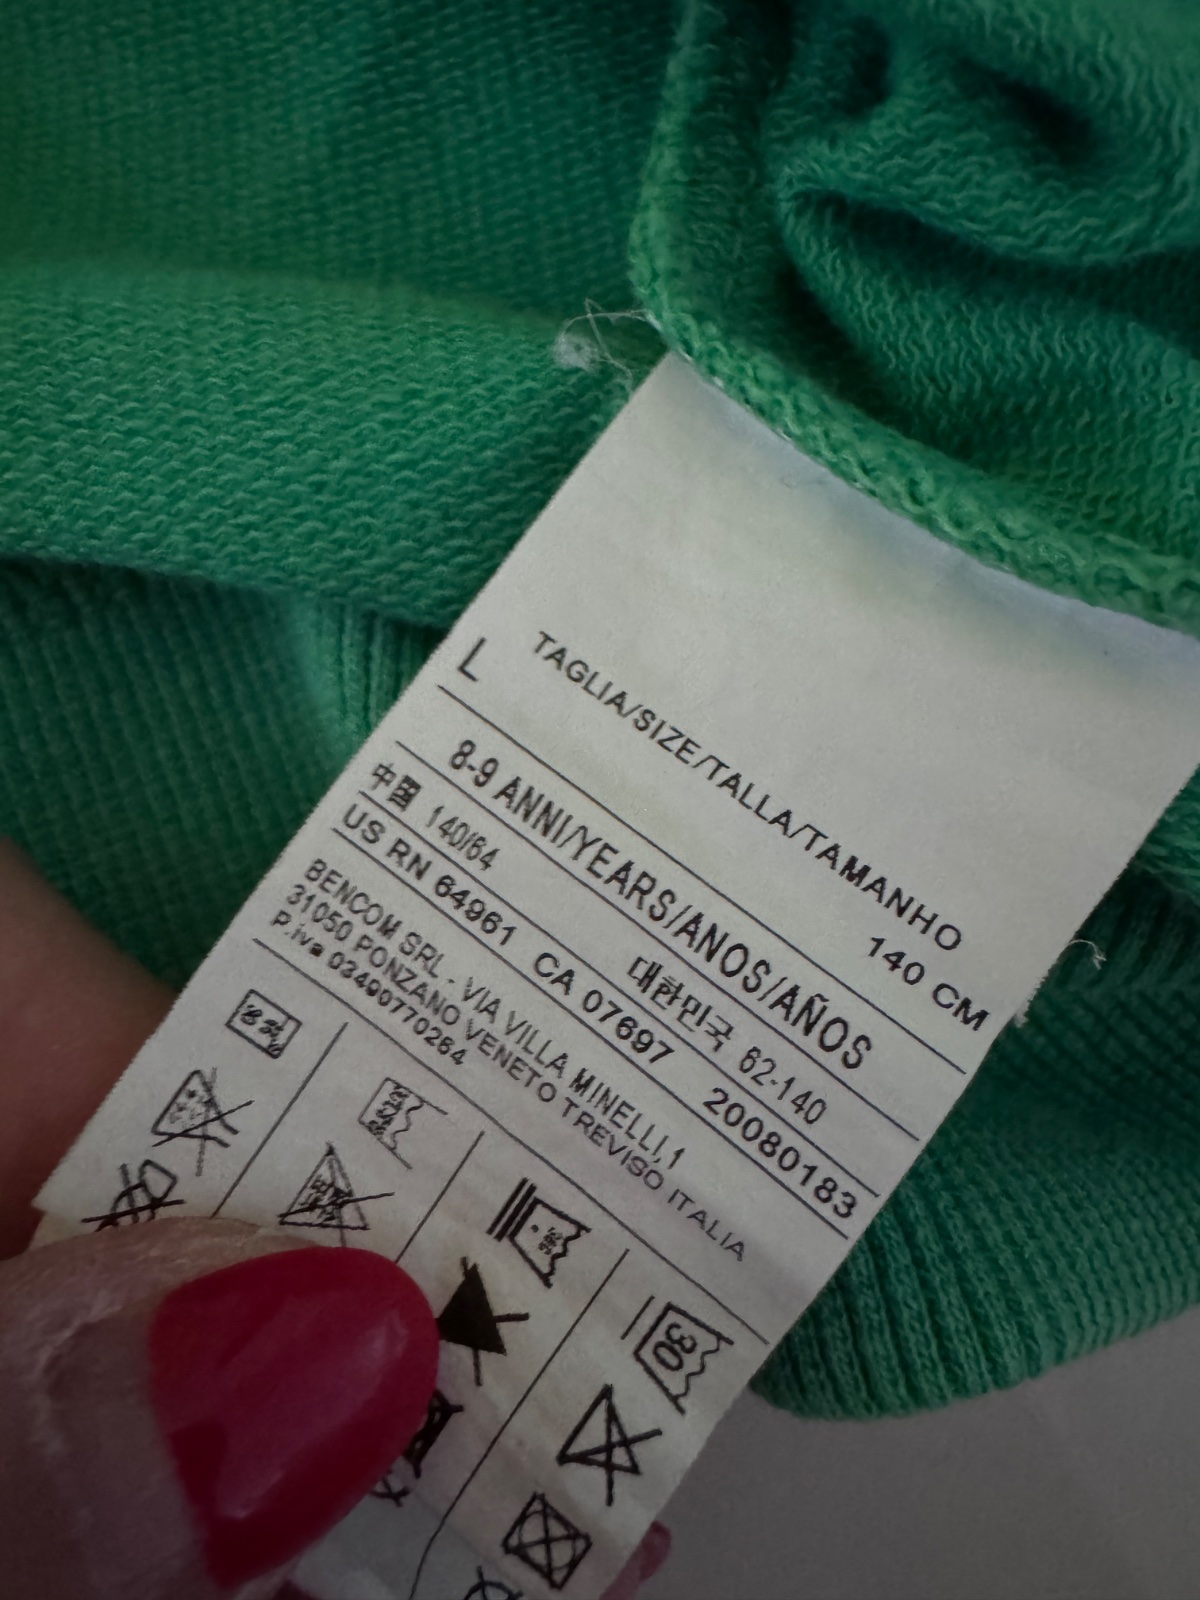 TAGLIA/SIZE/TALLA/TAMANHO
L 140 CM
8-9 ANNI/YEARS/ANOS/AÑOS
中国 140/64 대한민국 62-140
US RN 64961 CA 07697 20080183
BENCOM SRL - VIA VILLA MINELLI,1
31050 PONZANO VENETO TREVISO ITALIA
P.iva 03490770264
30